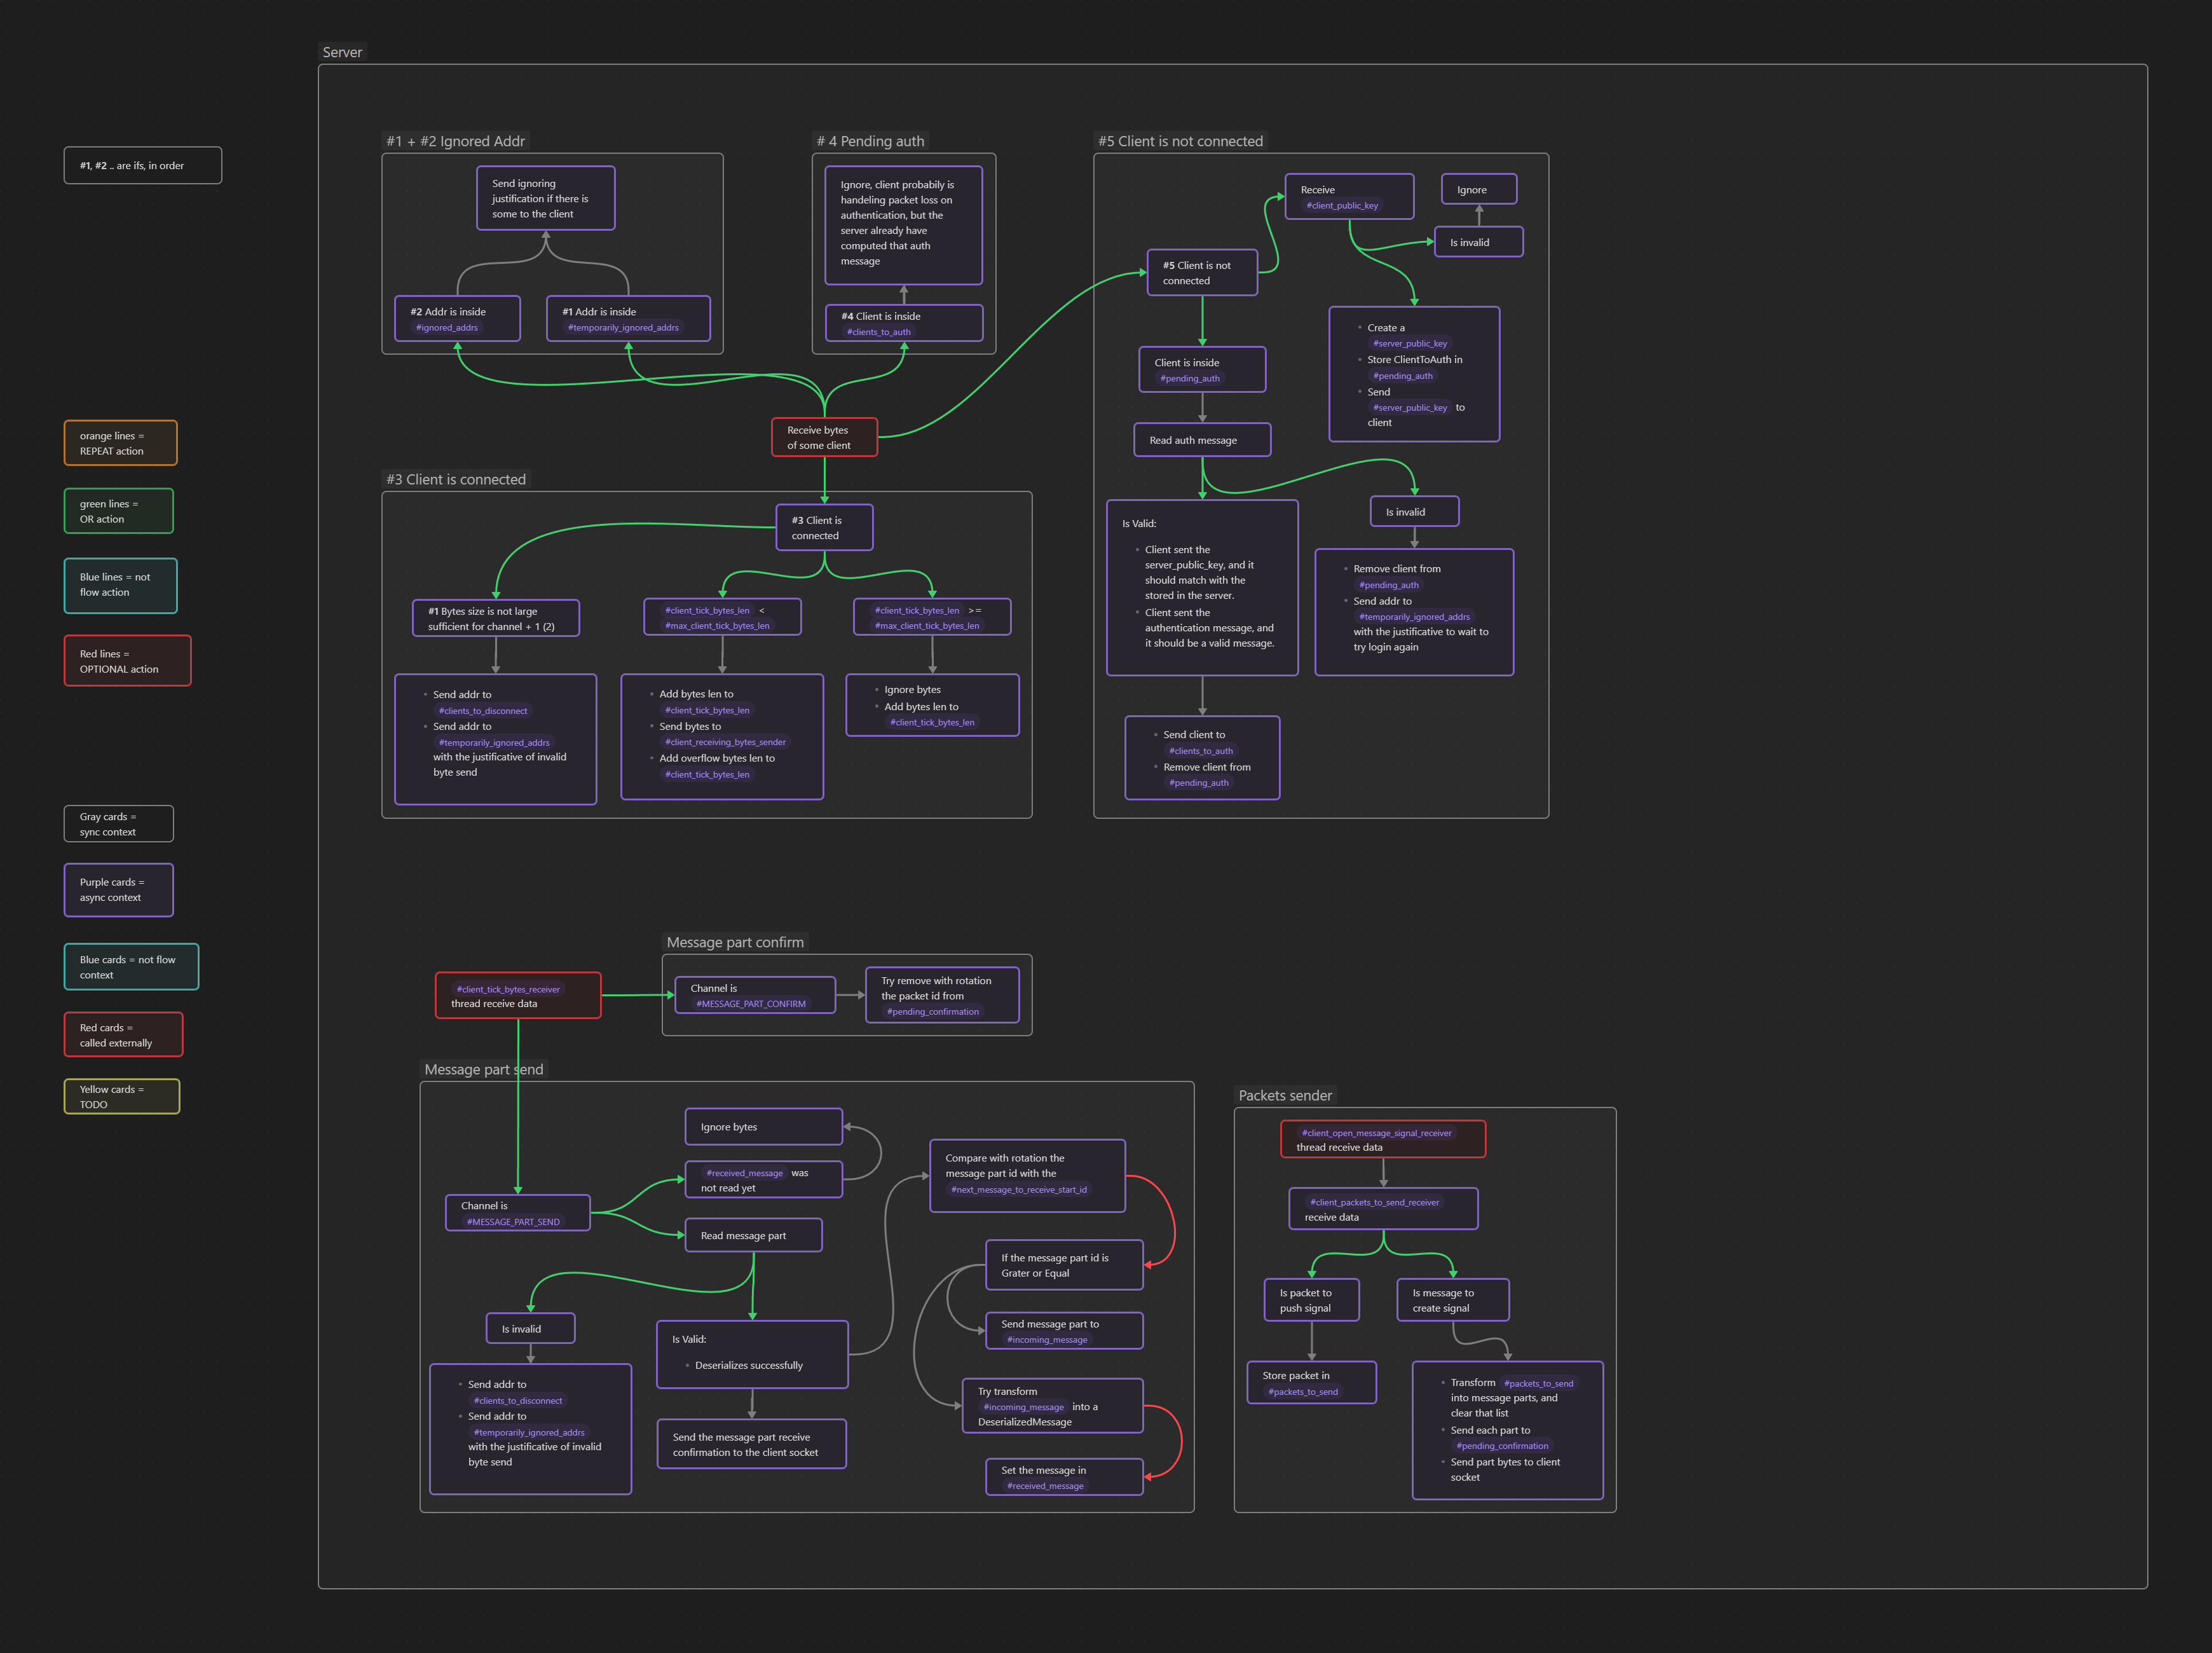 Server
#1, #2 .. are ifs, in order
orange lines =
REPEAT action
green lines =
OR action
Blue lines = not
flow action
Red lines =
OPTIONAL action
Gray cards =
sync context
Purple cards =
async context
Blue cards = not flow
context
Red cards =
called externally
Yellow cards =
TODO
#1 + #2 Ignored Addr
Send ignoring
justification if there is
some to the client
#2 Addr is inside
#ignored_addrs
#1 Addr is inside
#temporarily_ignored_addrs
# 4 Pending auth
Ignore, client probabily is
handeling packet loss on
authentication, but the
server already have
computed that auth
message
#4 Client is inside
#clients_to_auth
Receive bytes
of some client
#5 Client is not connected
Receive
#client_public_key
Ignore
Is invalid
#5 Client is not
connected
Create a
#server_public_key
Store ClientToAuth in
#pending_auth
Send
#server_public_key to
client
Client is inside
#pending_auth
Read auth message
Is Valid:
Client sent the
server_public_key, and it
should match with the
stored in the server.
Client sent the
authentication message, and
it should be a valid message.
Is invalid
Remove client from
#pending_auth
Send addr to
#temporarily_ignored_addrs
with the justificative to wait to
try login again
Send client to
#clients_to_auth
Remove client from
#pending_auth
#3 Client is connected
#3 Client is
connected
#1 Bytes size is not large
sufficient for channel + 1 (2)
#client_tick_bytes_len <
#max_client_tick_bytes_len
#client_tick_bytes_len >=
#max_client_tick_bytes_len
Send addr to
#clients_to_disconnect
Send addr to
#temporarily_ignored_addrs
with the justificative of invalid
byte send
Add bytes len to
#client_tick_bytes_len
Send bytes to
#client_receiving_bytes_sender
Add overflow bytes len to
#client_tick_bytes_len
Ignore bytes
Add bytes len to
#client_tick_bytes_len
Message part confirm
#client_tick_bytes_receiver
thread receive data
Channel is
#MESSAGE_PART_CONFIRM
Try remove with rotation
the packet id from
#pending_confirmation
Message part send
Ignore bytes
#received_message was
not read yet
Channel is
#MESSAGE_PART_SEND
Read message part
Is invalid
Send addr to
#clients_to_disconnect
Send addr to
#temporarily_ignored_addrs
with the justificative of invalid
byte send
Is Valid:
Deserializes successfully
Send the message part receive
confirmation to the client socket
Compare with rotation the
message part id with the
#next_message_to_receive_start_id
If the message part id is
Grater or Equal
Send message part to
#incoming_message
Try transform
#incoming_message into a
DeserializedMessage
Set the message in
#received_message
Packets sender
#client_open_message_signal_receiver
thread receive data
#client_packets_to_send_receiver
receive data
Is packet to
push signal
Is message to
create signal
Store packet in
#packets_to_send
Transform #packets_to_send
into message parts, and
clear that list
Send each part to
#pending_confirmation
Send part bytes to client
socket